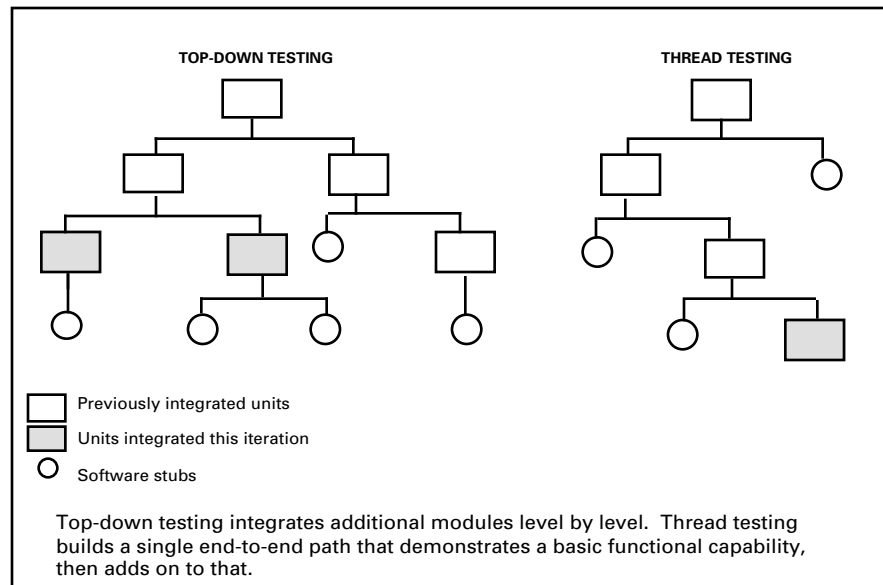 TOP-DOWN TESTING
THREAD TESTING
Previously integrated units
Units integrated this iteration
Software stubs
Top-down testing integrates additional modules level by level. Thread testing
builds a single end-to-end path that demonstrates a basic functional capability,
then adds on to that.